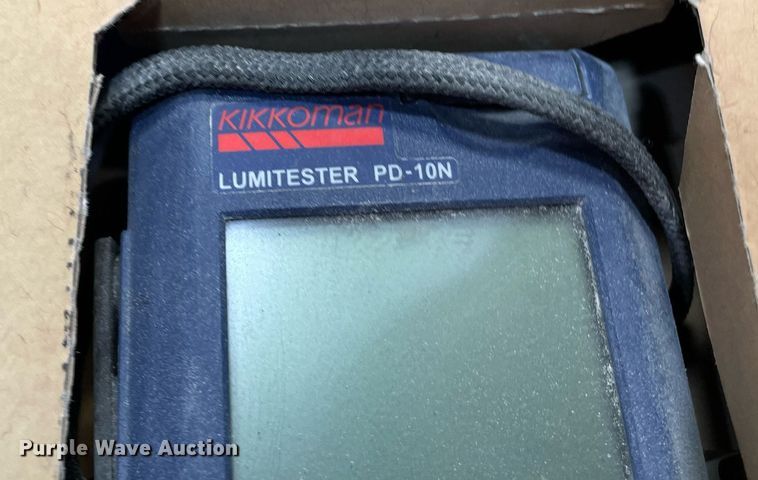 KIKKOMAN
LUMITESTER PD-10N
Purple Wave Auction